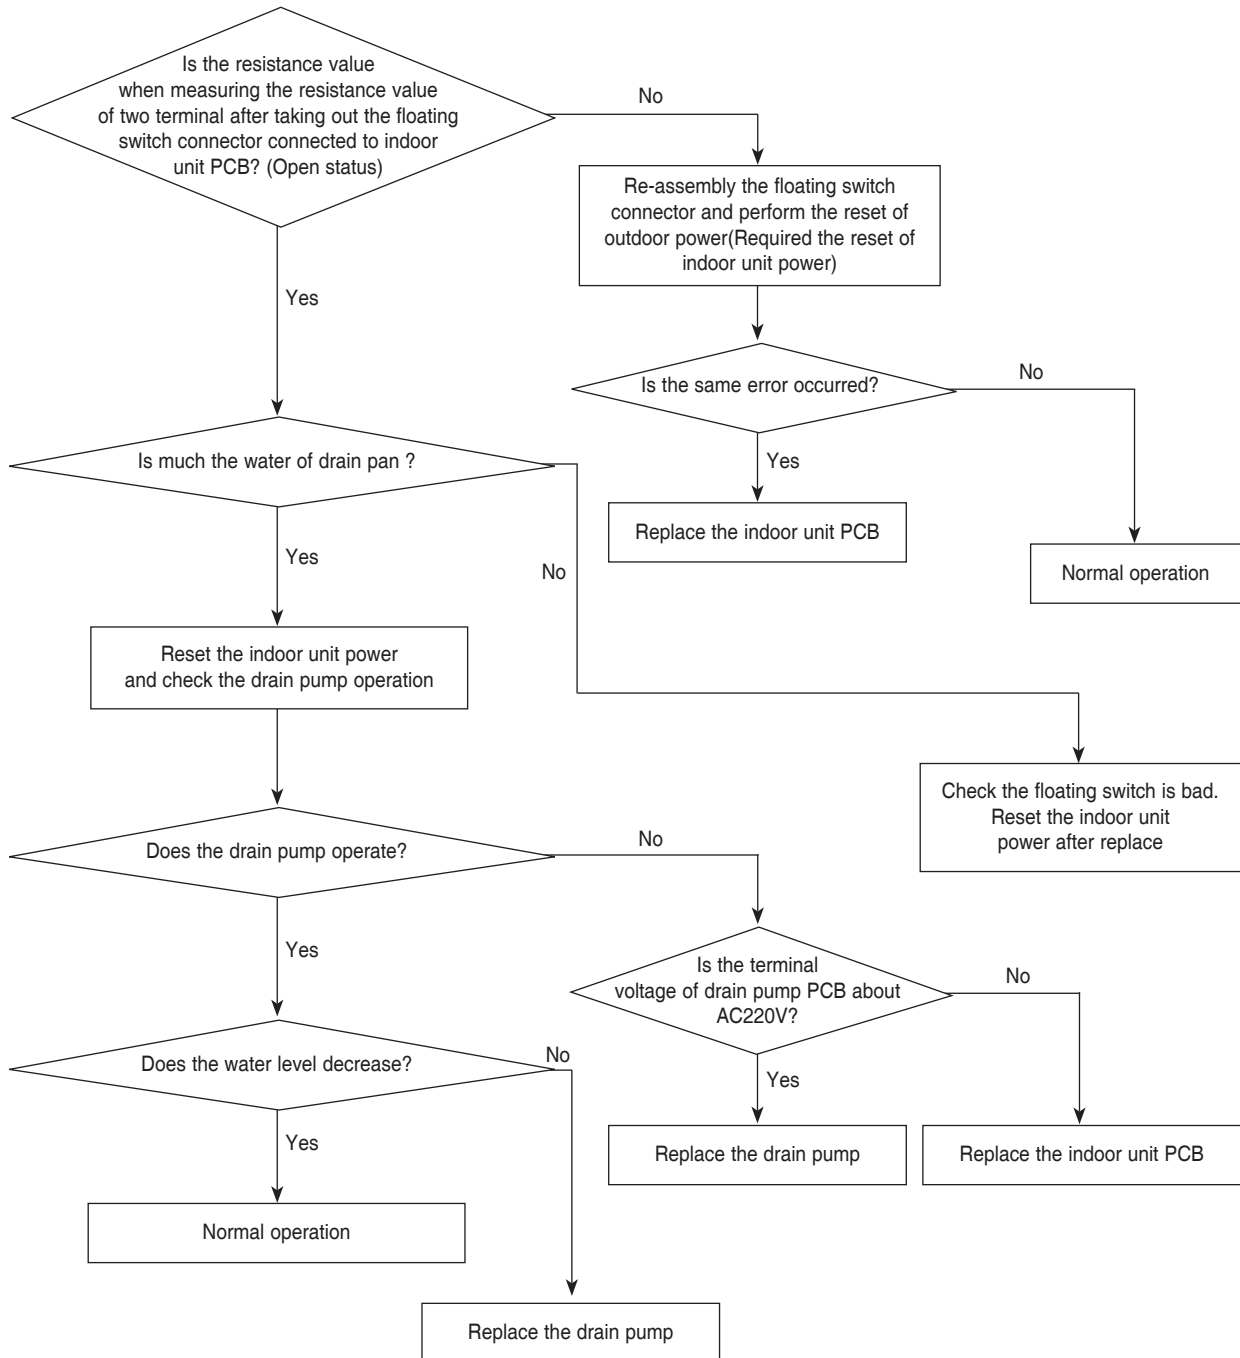 Is the resistance value
when measuring the resistance value
of two terminal after taking out the floating
switch connector connected to indoor
unit PCB? (Open status)
No
Re-assembly the floating switch
connector and perform the reset of
outdoor power(Required the reset of
indoor unit power)
Yes
Is the same error occurred?
No
Yes
Is much the water of drain pan ?
Replace the indoor unit PCB
Yes
No
Normal operation
Reset the indoor unit power
and check the drain pump operation
Check the floating switch is bad.
Reset the indoor unit
power after replace
Does the drain pump operate?
No
Yes
Is the terminal
voltage of drain pump PCB about
AC220V?
No
Does the water level decrease?
No
Yes
Yes
Replace the drain pump
Replace the indoor unit PCB
Normal operation
Replace the drain pump